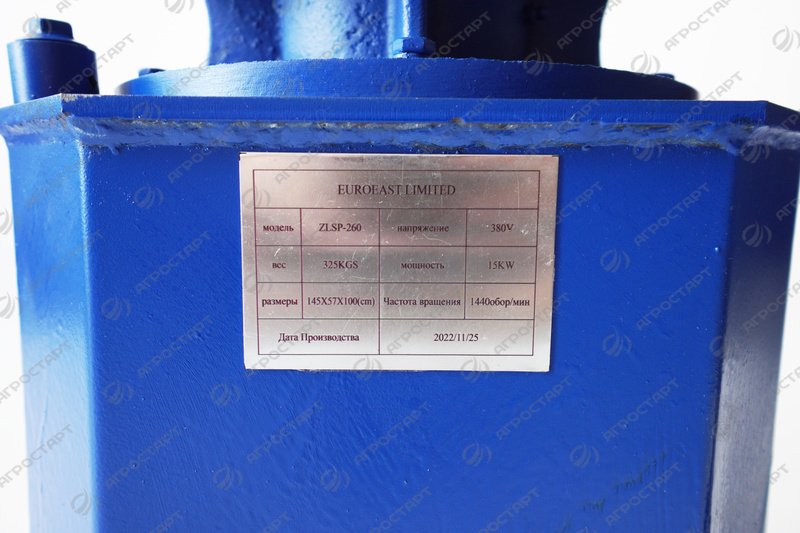 EUROEAST LIMITED
модель ZLSP-260 напряжение 380V
вес 325KGS мощность 15KW
размеры 145X57X100(cm) Частота вращения 1440обор/мин
Дата Производства 2022/11/25
АГРОСТАРТ